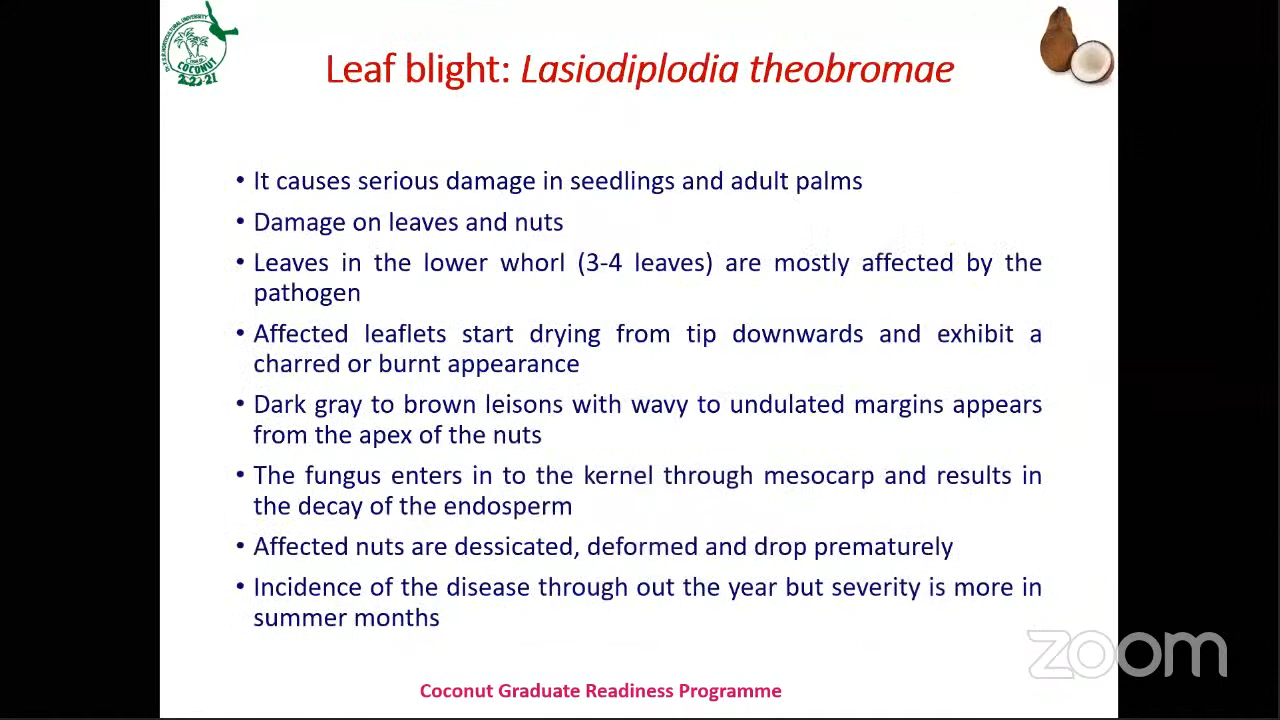 Dr. Y.S.R HORTICULTURAL UNIVERSITY
COCONUT
Leaf blight: Lasiodiplodia theobromae
• It causes serious damage in seedlings and adult palms
• Damage on leaves and nuts
• Leaves in the lower whorl (3-4 leaves) are mostly affected by the
pathogen
• Affected leaflets start drying from tip downwards and exhibit a
charred or burnt appearance
• Dark gray to brown leisons with wavy to undulated margins appears
from the apex of the nuts
• The fungus enters in to the kernel through mesocarp and results in
the decay of the endosperm
• Affected nuts are dessicated, deformed and drop prematurely
• Incidence of the disease through out the year but severity is more in
summer months
zoom
Coconut Graduate Readiness Programme